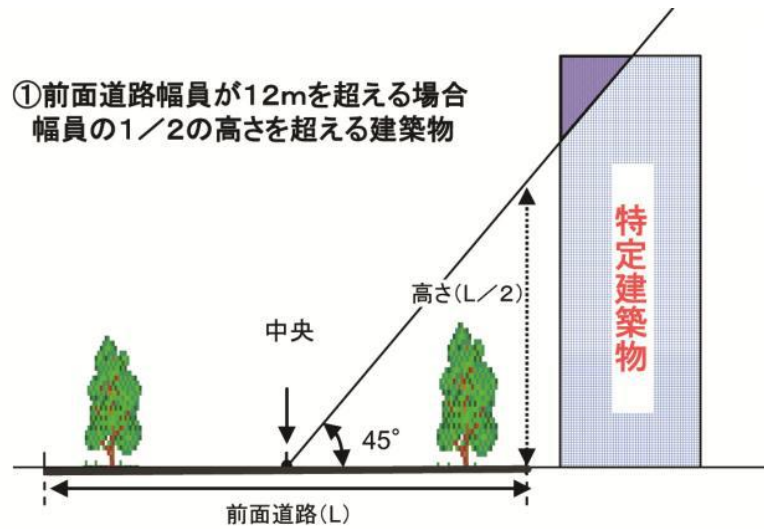 ①前面道路幅員が12mを超える場合
幅員の1／2の高さを超える建築物
特定建築物
高さ(L／2)
中央
45°
前面道路(L)